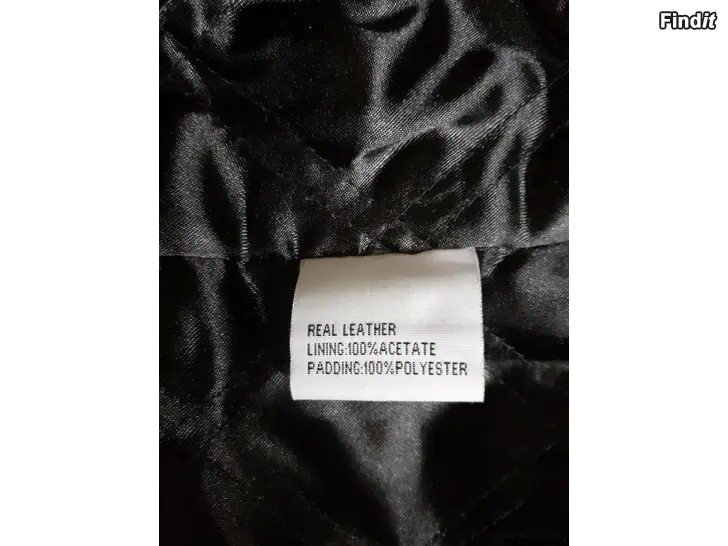 Findit
REAL LEATHER
LINING:100%ACETATE
PADDING:100%POLYESTER